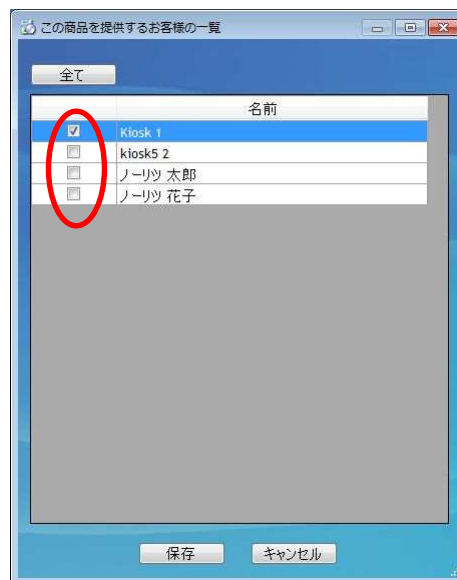 この商品を提供するお客様の一覧
全て
名前
Kiosk 1
kiosk5 2
ノーリツ 太郎
ノーリツ 花子
保存 キャンセル